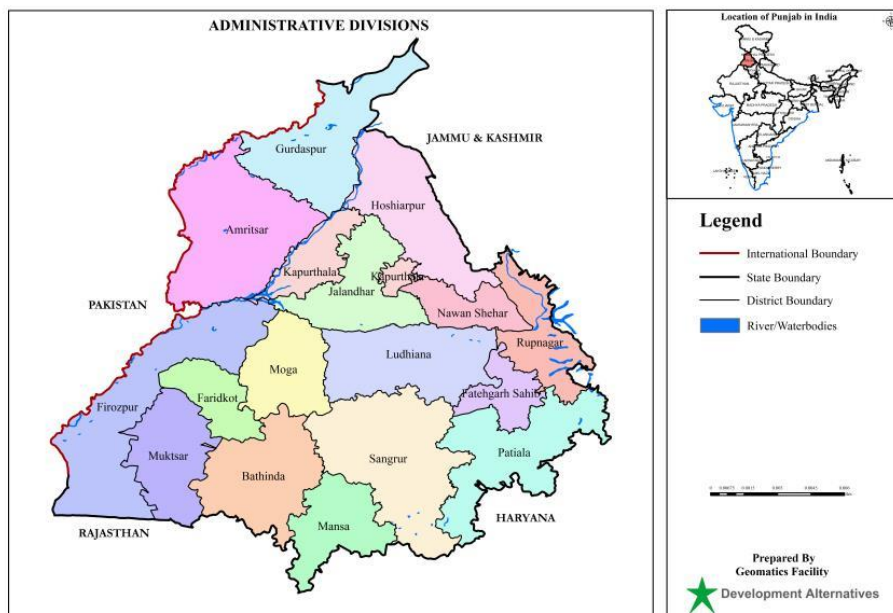 ADMINISTRATIVE DIVISIONS
JAMMU & KASHMIR
Gurdaspur
Hoshiarpur
Amritsar
Kapurthala
Kapurthala
PAKISTAN
Jalandhar
Nawan Shehar
Rupnagar
Ludhiana
Moga
Fatehgarh Sahib
Faridkot
Firozpur
Muktsar
Bathinda
Sangrur
Patiala
Mansa
HARYANA
RAJASTHAN
Location of Punjab in India
Legend
International Boundary
State Boundary
District Boundary
River/Waterbodies
Prepared By
Geomatics Facility
Development Alternatives